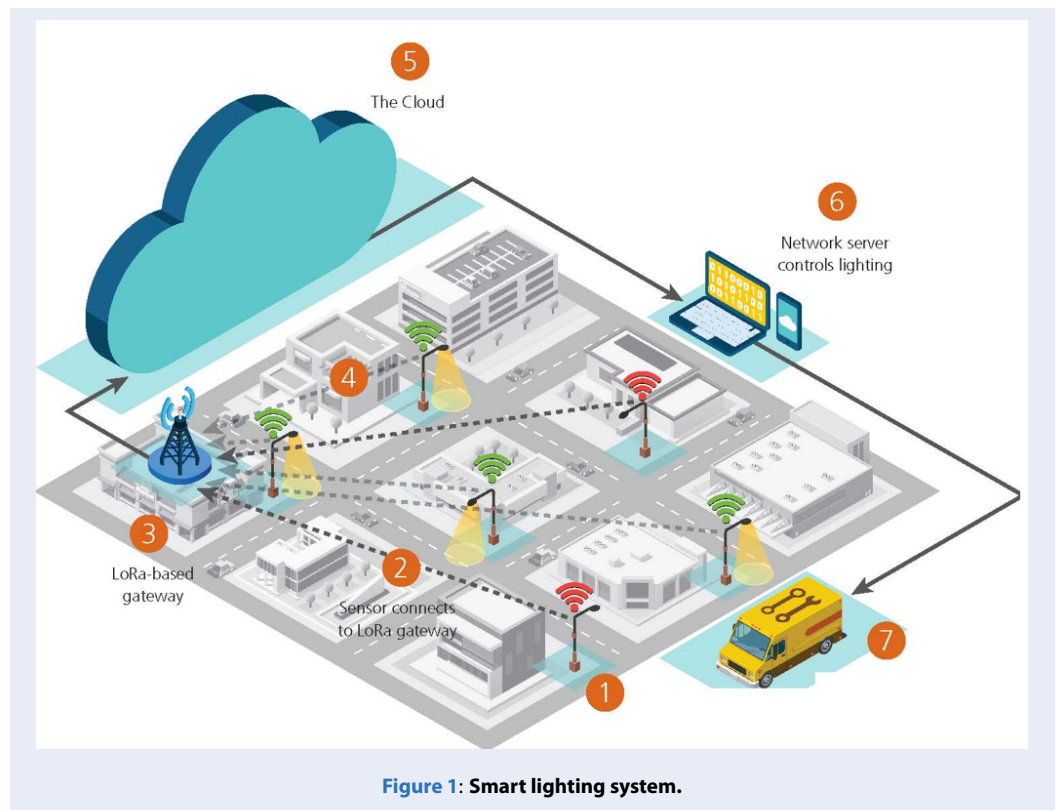 5
The Cloud
6
Network server
controls lighting
4
3
LoRa-based
gateway
2
Sensor connects
to LoRa gateway
1
7
Figure 1: Smart lighting system.